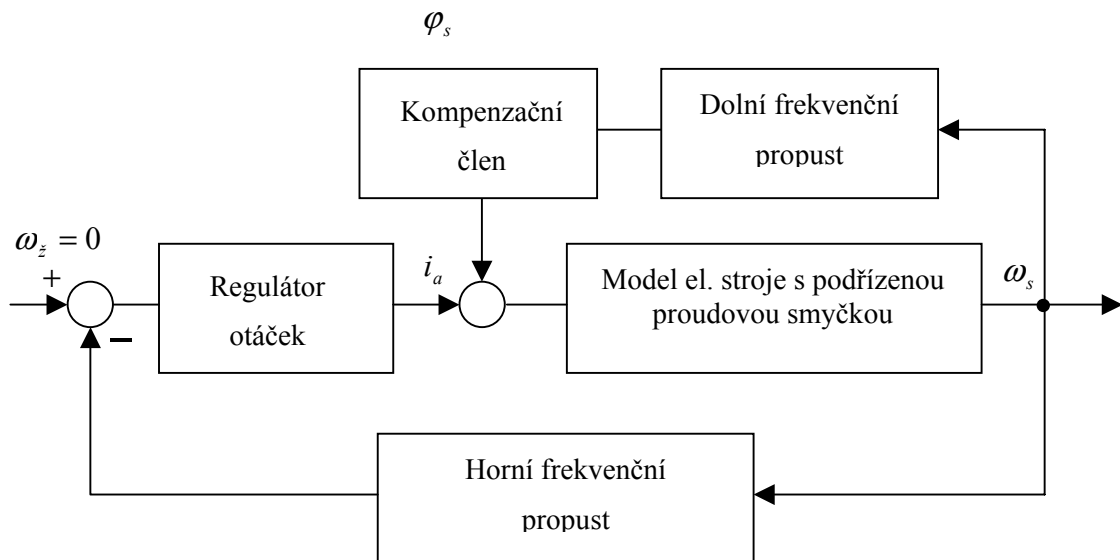 φₛ
Kompenzační
člen
Dolní frekvenční
propust
ω_ž = 0
+
−
Regulátor
otáček
iₐ
Model el. stroje s podřízenou
proudovou smyčkou
ωₛ
Horní frekvenční
propust